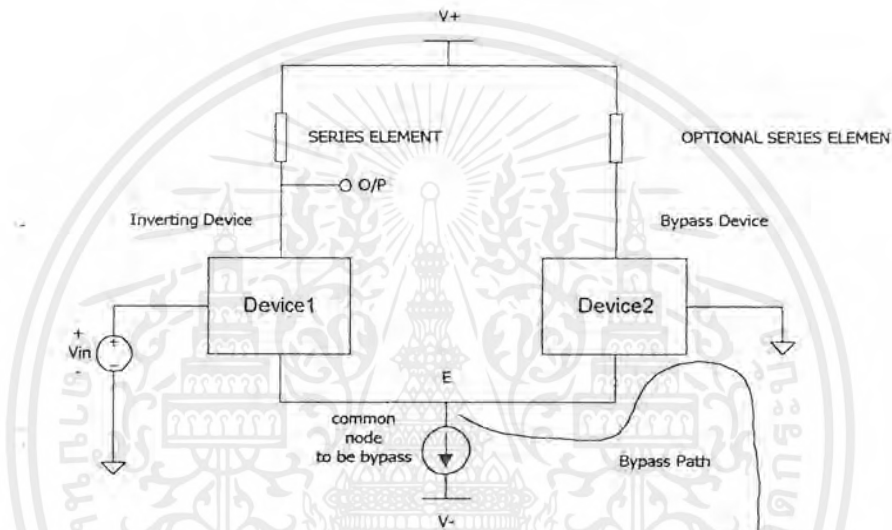 V+
SERIES ELEMENT
OPTIONAL SERIES ELEMEN
O/P
Inverting Device
Bypass Device
Device1
Device2
+
Vin
-
+
-
E
common
node
to be bypass
Bypass Path
V-